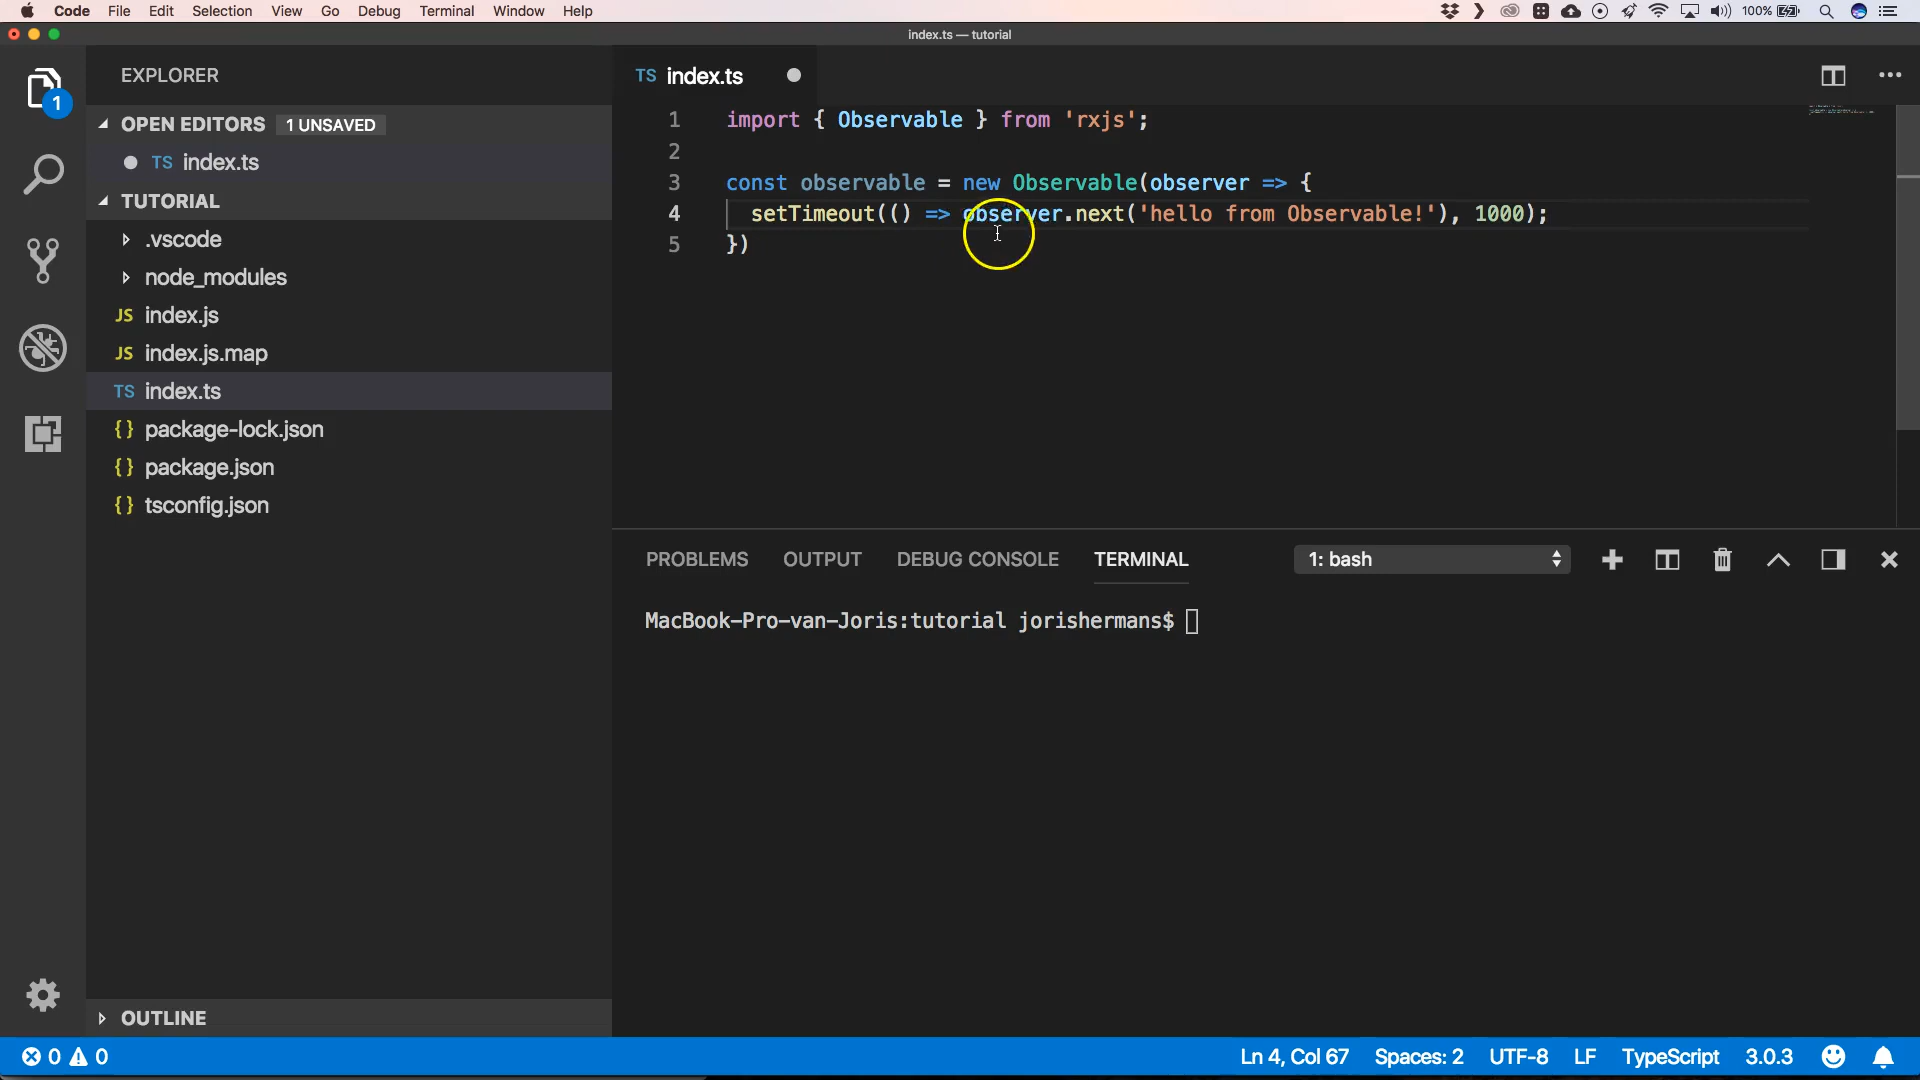 Code File Edit Selection View Go Debug Terminal Window Help 100%
index.ts — tutorial
EXPLORER
OPEN EDITORS 1 UNSAVED
TS index.ts
TUTORIAL
.vscode
node_modules
JS index.js
JS index.js.map
TS index.ts
{} package-lock.json
{} package.json
{} tsconfig.json
OUTLINE
1
TS index.ts
1 import { Observable } from 'rxjs';
2
3 const observable = new Observable(observer => {
4 setTimeout(() => observer.next('hello from Observable!'), 1000);
5 })
PROBLEMS OUTPUT DEBUG CONSOLE TERMINAL 1: bash
MacBook-Pro-van-Joris:tutorial jorishermans$
0 0 Ln 4, Col 67 Spaces: 2 UTF-8 LF TypeScript 3.0.3